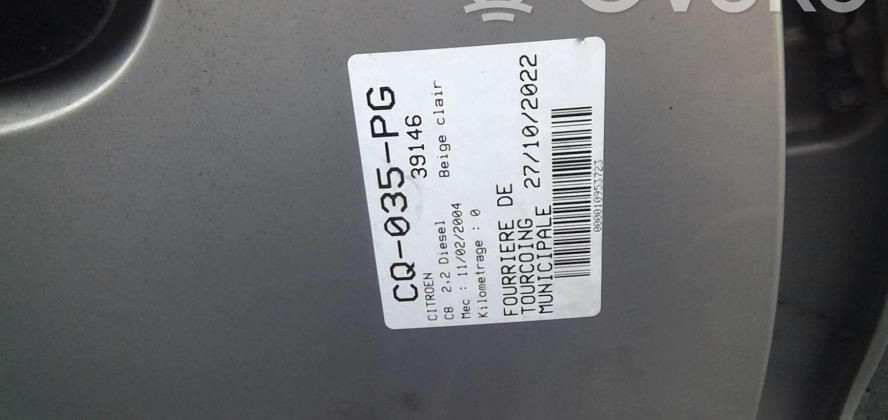 CQ-035-PG
CITROEN 39146
C8 2,2 Diesel
Mec : 11/02/2004 Beige clair
Kilometrage : 0
FOURRIERE DE
TOURCOING
MUNICIPALE 27/10/2022
000010953723